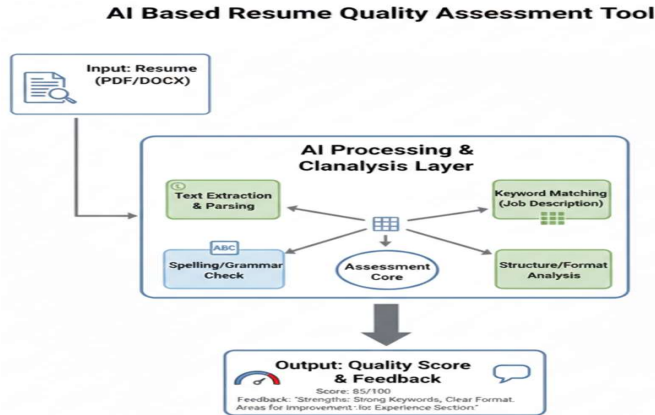 AI Based Resume Quality Assessment Tool
Input: Resume
(PDF/DOCX)
AI Processing &
Clanalysis Layer
Text Extraction
& Parsing
Keyword Matching
(Job Description)
ABC
Spelling/Grammar
Check
Assessment
Core
Structure/Format
Analysis
Output: Quality Score
& Feedback
Score: 85/100
Feedback: "Strengths: Strong Keywords, Clear Format.
Areas for Improvement for Experience Section"